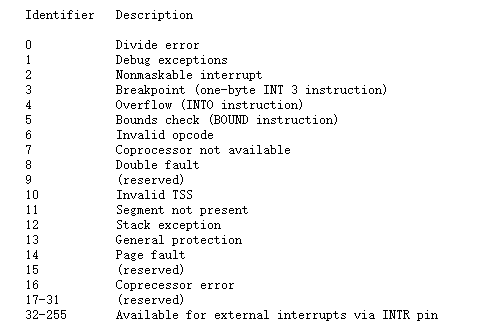 Identifier Description
0 Divide error
1 Debug exceptions
2 Nonmaskable interrupt
3 Breakpoint (one-byte INT 3 instruction)
4 Overflow (INTO instruction)
5 Bounds check (BOUND instruction)
6 Invalid opcode
7 Coprocessor not available
8 Double fault
9 (reserved)
10 Invalid TSS
11 Segment not present
12 Stack exception
13 General protection
14 Page fault
15 (reserved)
16 Coprecessor error
17-31 (reserved)
32-255 Available for external interrupts via INTR pin